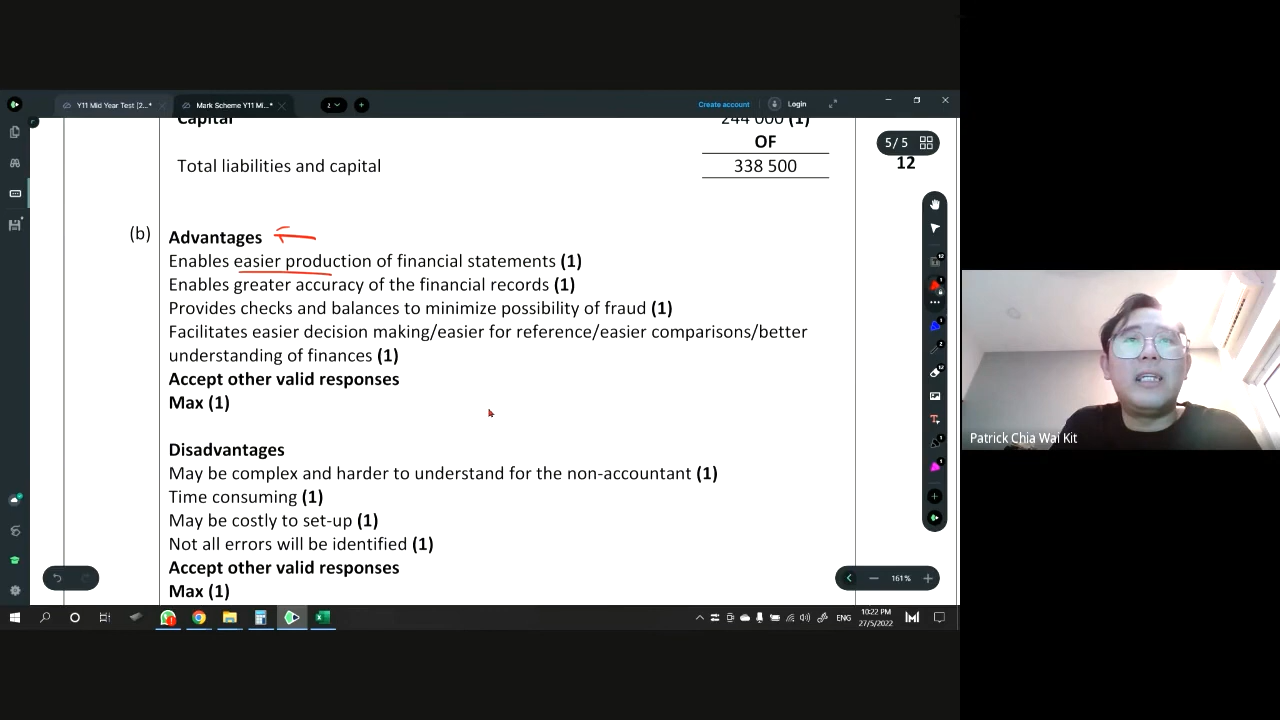 Y11 Mid Year Test [2...*
Mark Scheme Y11 Mi...*
2
Create account
Login
Capital 244 000 (1)
OF
Total liabilities and capital 338 500
5/5
12
(b) Advantages
Enables easier production of financial statements (1)
Enables greater accuracy of the financial records (1)
Provides checks and balances to minimize possibility of fraud (1)
Facilitates easier decision making/easier for reference/easier comparisons/better
understanding of finances (1)
Accept other valid responses
Max (1)
Disadvantages
May be complex and harder to understand for the non-accountant (1)
Time consuming (1)
May be costly to set-up (1)
Not all errors will be identified (1)
Accept other valid responses
Max (1)
161%
Patrick Chia Wai Kit
ENG
10:22 PM
27/5/2022